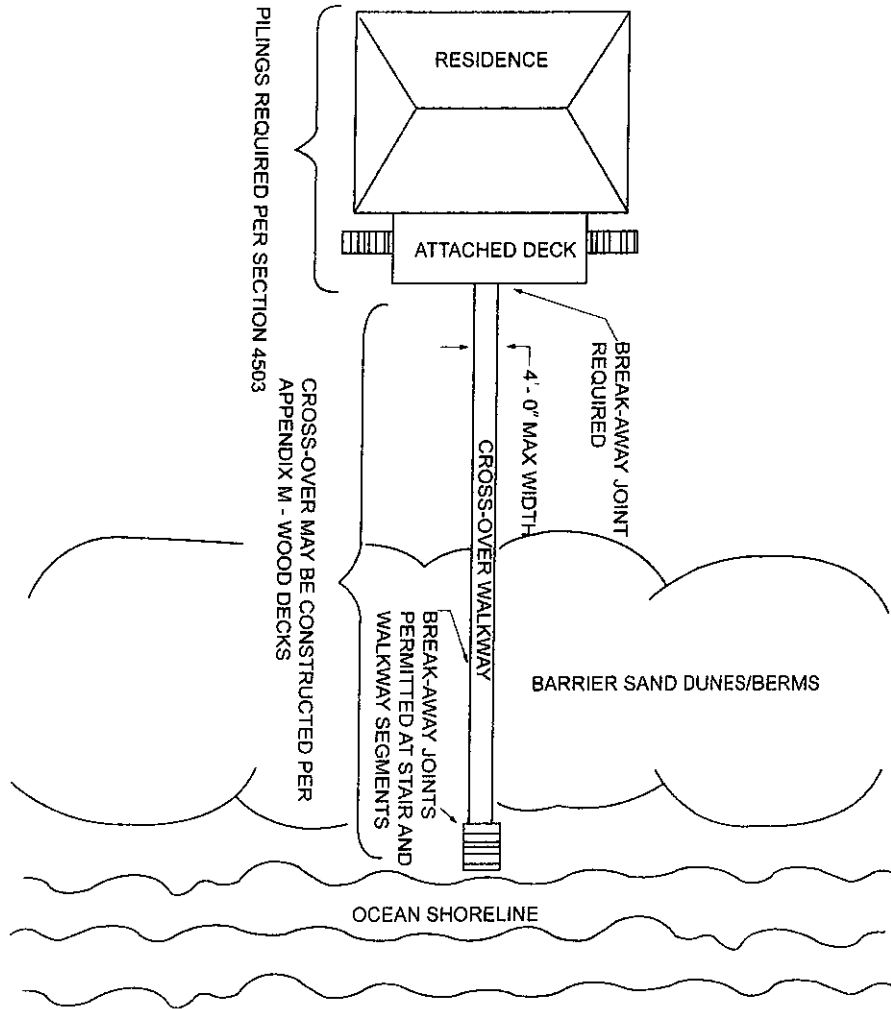 RESIDENCE
PILINGS REQUIRED PER SECTION 4503
ATTACHED DECK
BREAK-AWAY JOINT
REQUIRED
4'-0" MAX WIDTH
CROSS-OVER WALKWAY
CROSS-OVER MAY BE CONSTRUCTED PER
APPENDIX M - WOOD DECKS
BREAK-AWAY JOINTS
PERMITTED AT STAIR AND
WALKWAY SEGMENTS
BARRIER SAND DUNES/BERMS
OCEAN SHORELINE